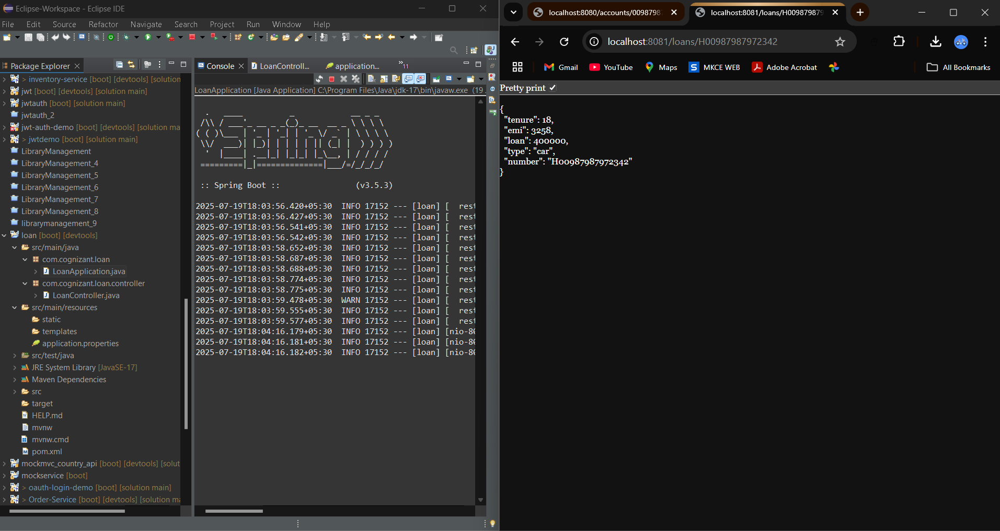 Eclipse-Workspace - Eclipse IDE
File Edit Source Refactor Navigate Search Project Run Window Help
Package Explorer
> inventory-service [boot] [devtools] [solution
jwt [boot] [devtools] [solution main]
jwtauth [boot] [solution main]
jwtauth_2
jwt-auth-demo [boot] [devtools] [solution ma
> jwtdemo [boot] [solution main]
LibraryManagement
LibraryManagement_4
LibraryManagement_5
LibraryManagement_6
LibraryManagement_7
LibraryManagement_8
librarymanagement_9
loan [boot] [devtools]
src/main/java
com.cognizant.loan
LoanApplication.java
com.cognizant.loan.controller
LoanController.java
src/main/resources
static
templates
application.properties
src/test/java
JRE System Library [JavaSE-17]
Maven Dependencies
src
target
HELP.md
mvnw
mvnw.cmd
pom.xml
mockmvc_country_api [boot] [devtools] [solut
mockservice [boot]
> oauth-login-demo [boot] [solution main]
> Order-Service [boot] [devtools] [solution ma
Console LoanControll... application... »11
LoanApplication [Java Application] C:\Program Files\Java\jdk-17\bin\javaw.exe (19
:: Spring Boot :: (v3.5.3)
2025-07-19T18:03:56.420+05:30 INFO 17152 --- [loan] [ rest
2025-07-19T18:03:56.427+05:30 INFO 17152 --- [loan] [ rest
2025-07-19T18:03:56.541+05:30 INFO 17152 --- [loan] [ rest
2025-07-19T18:03:56.542+05:30 INFO 17152 --- [loan] [ rest
2025-07-19T18:03:58.652+05:30 INFO 17152 --- [loan] [ rest
2025-07-19T18:03:58.687+05:30 INFO 17152 --- [loan] [ rest
2025-07-19T18:03:58.688+05:30 INFO 17152 --- [loan] [ rest
2025-07-19T18:03:58.774+05:30 INFO 17152 --- [loan] [ rest
2025-07-19T18:03:58.775+05:30 INFO 17152 --- [loan] [ rest
2025-07-19T18:03:59.478+05:30 WARN 17152 --- [loan] [ rest
2025-07-19T18:03:59.555+05:30 INFO 17152 --- [loan] [ rest
2025-07-19T18:03:59.577+05:30 INFO 17152 --- [loan] [ rest
2025-07-19T18:04:16.179+05:30 INFO 17152 --- [loan] [nio-80
2025-07-19T18:04:16.181+05:30 INFO 17152 --- [loan] [nio-80
2025-07-19T18:04:16.182+05:30 INFO 17152 --- [loan] [nio-80
localhost:8080/accounts/0098798 localhost:8081/loans/H009879879
localhost:8081/loans/H00987987972342
Gmail YouTube Maps MKCE WEB Adobe Acrobat All Bookmarks
Pretty print
{
"tenure": 18,
"emi": 3258,
"loan": 400000,
"type": "car",
"number": "H00987987972342"
}